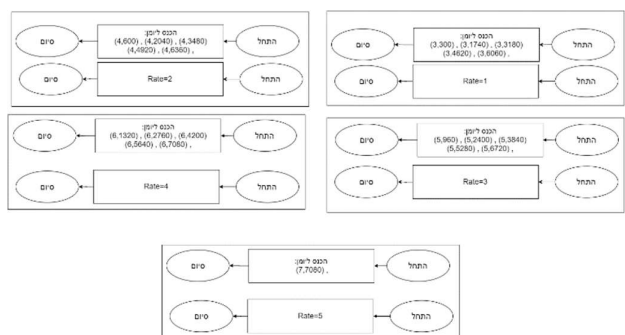 התחל
הכנס ליומן:
(3,300) , (3,1740) , (3,3180)
(3,4620) , (3,6060) ,
סיום
התחל
Rate=1
סיום
התחל
הכנס ליומן:
(4,600) , (4,2040) , (4,3480)
(4,4920) , (4,6360) ,
סיום
התחל
Rate=2
סיום
התחל
הכנס ליומן:
(5,960) , (5,2400) , (5,3840)
(5,5280) , (5,6720) ,
סיום
התחל
Rate=3
סיום
התחל
הכנס ליומן:
(6,1320) , (6,2760) , (6,4200)
(6,5640) , (6,7080) ,
סיום
התחל
Rate=4
סיום
התחל
הכנס ליומן:
(7,7080) ,
סיום
התחל
Rate=5
סיום